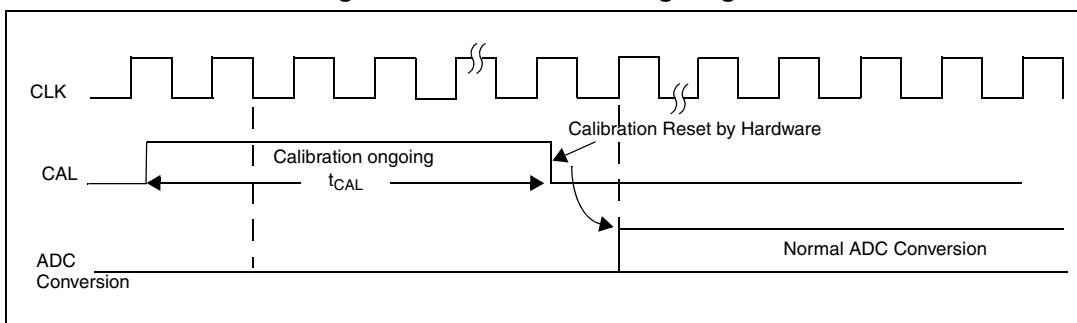 CLK
Calibration Reset by Hardware
CAL
Calibration ongoing
tCAL
Normal ADC Conversion
ADC
Conversion